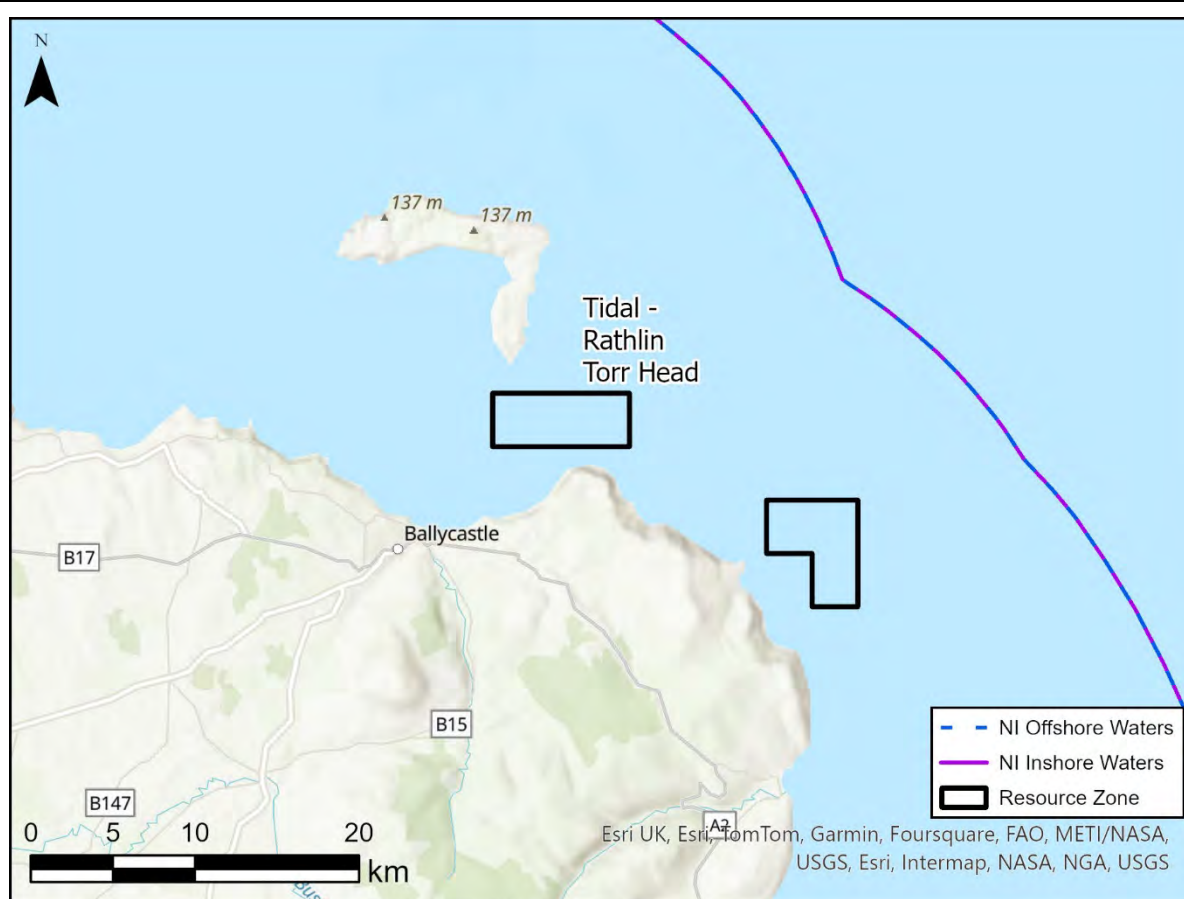 N
137 m
137 m
Tidal -
Rathlin
Torr Head
Ballycastle
B17
B15
B147
A2
NI Offshore Waters
NI Inshore Waters
Resource Zone
0 5 10 20
km
Esri UK, Esri, TomTom, Garmin, Foursquare, FAO, METI/NASA,
USGS, Esri, Intermap, NASA, NGA, USGS